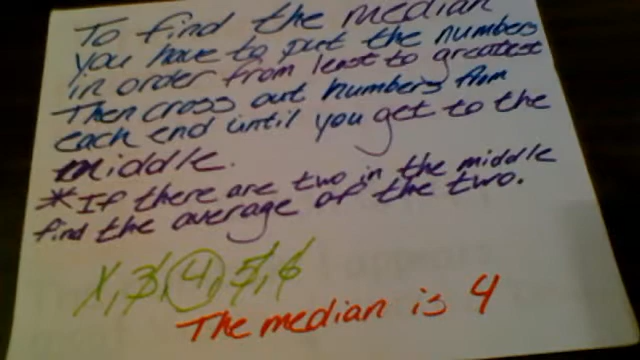 To find the median
you have to put the numbers
in order from least to greatest
Then cross out numbers from
each end until you get to the
middle.
*If there are two in the middle
find the average of the two.
1, 3, 4, 5, 6
The median is 4